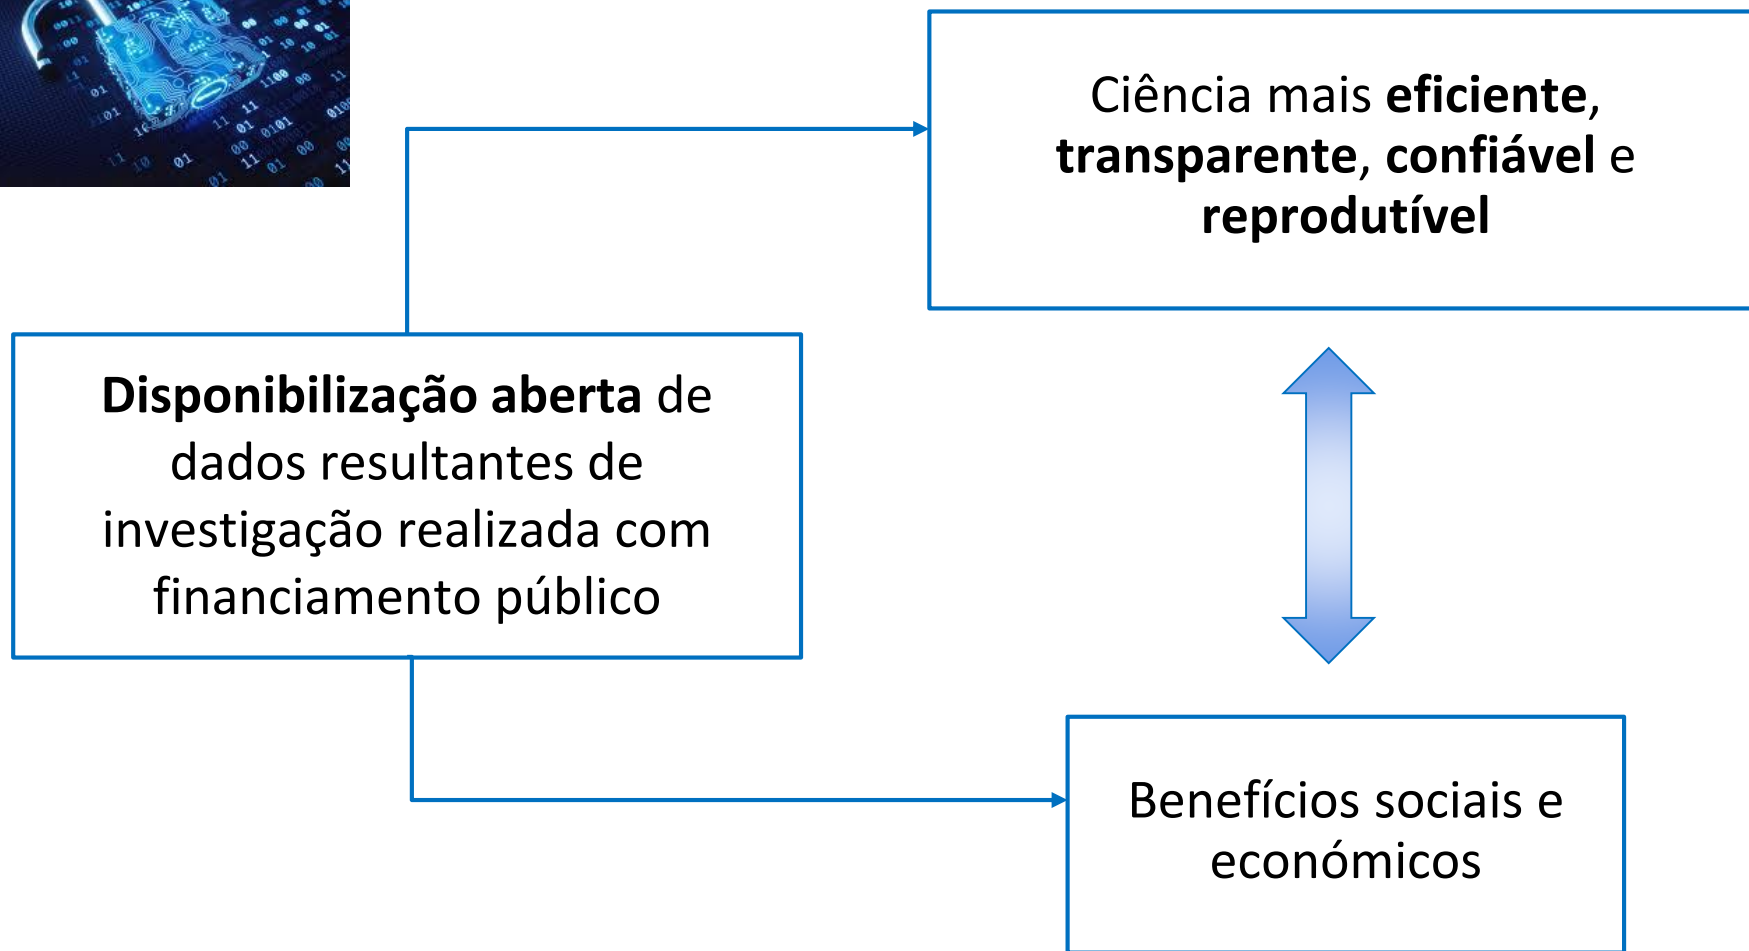 Ciência mais eficiente,
transparente, confiável e
reprodutível
Disponibilização aberta de
dados resultantes de
investigação realizada com
financiamento público
Benefícios sociais e
económicos